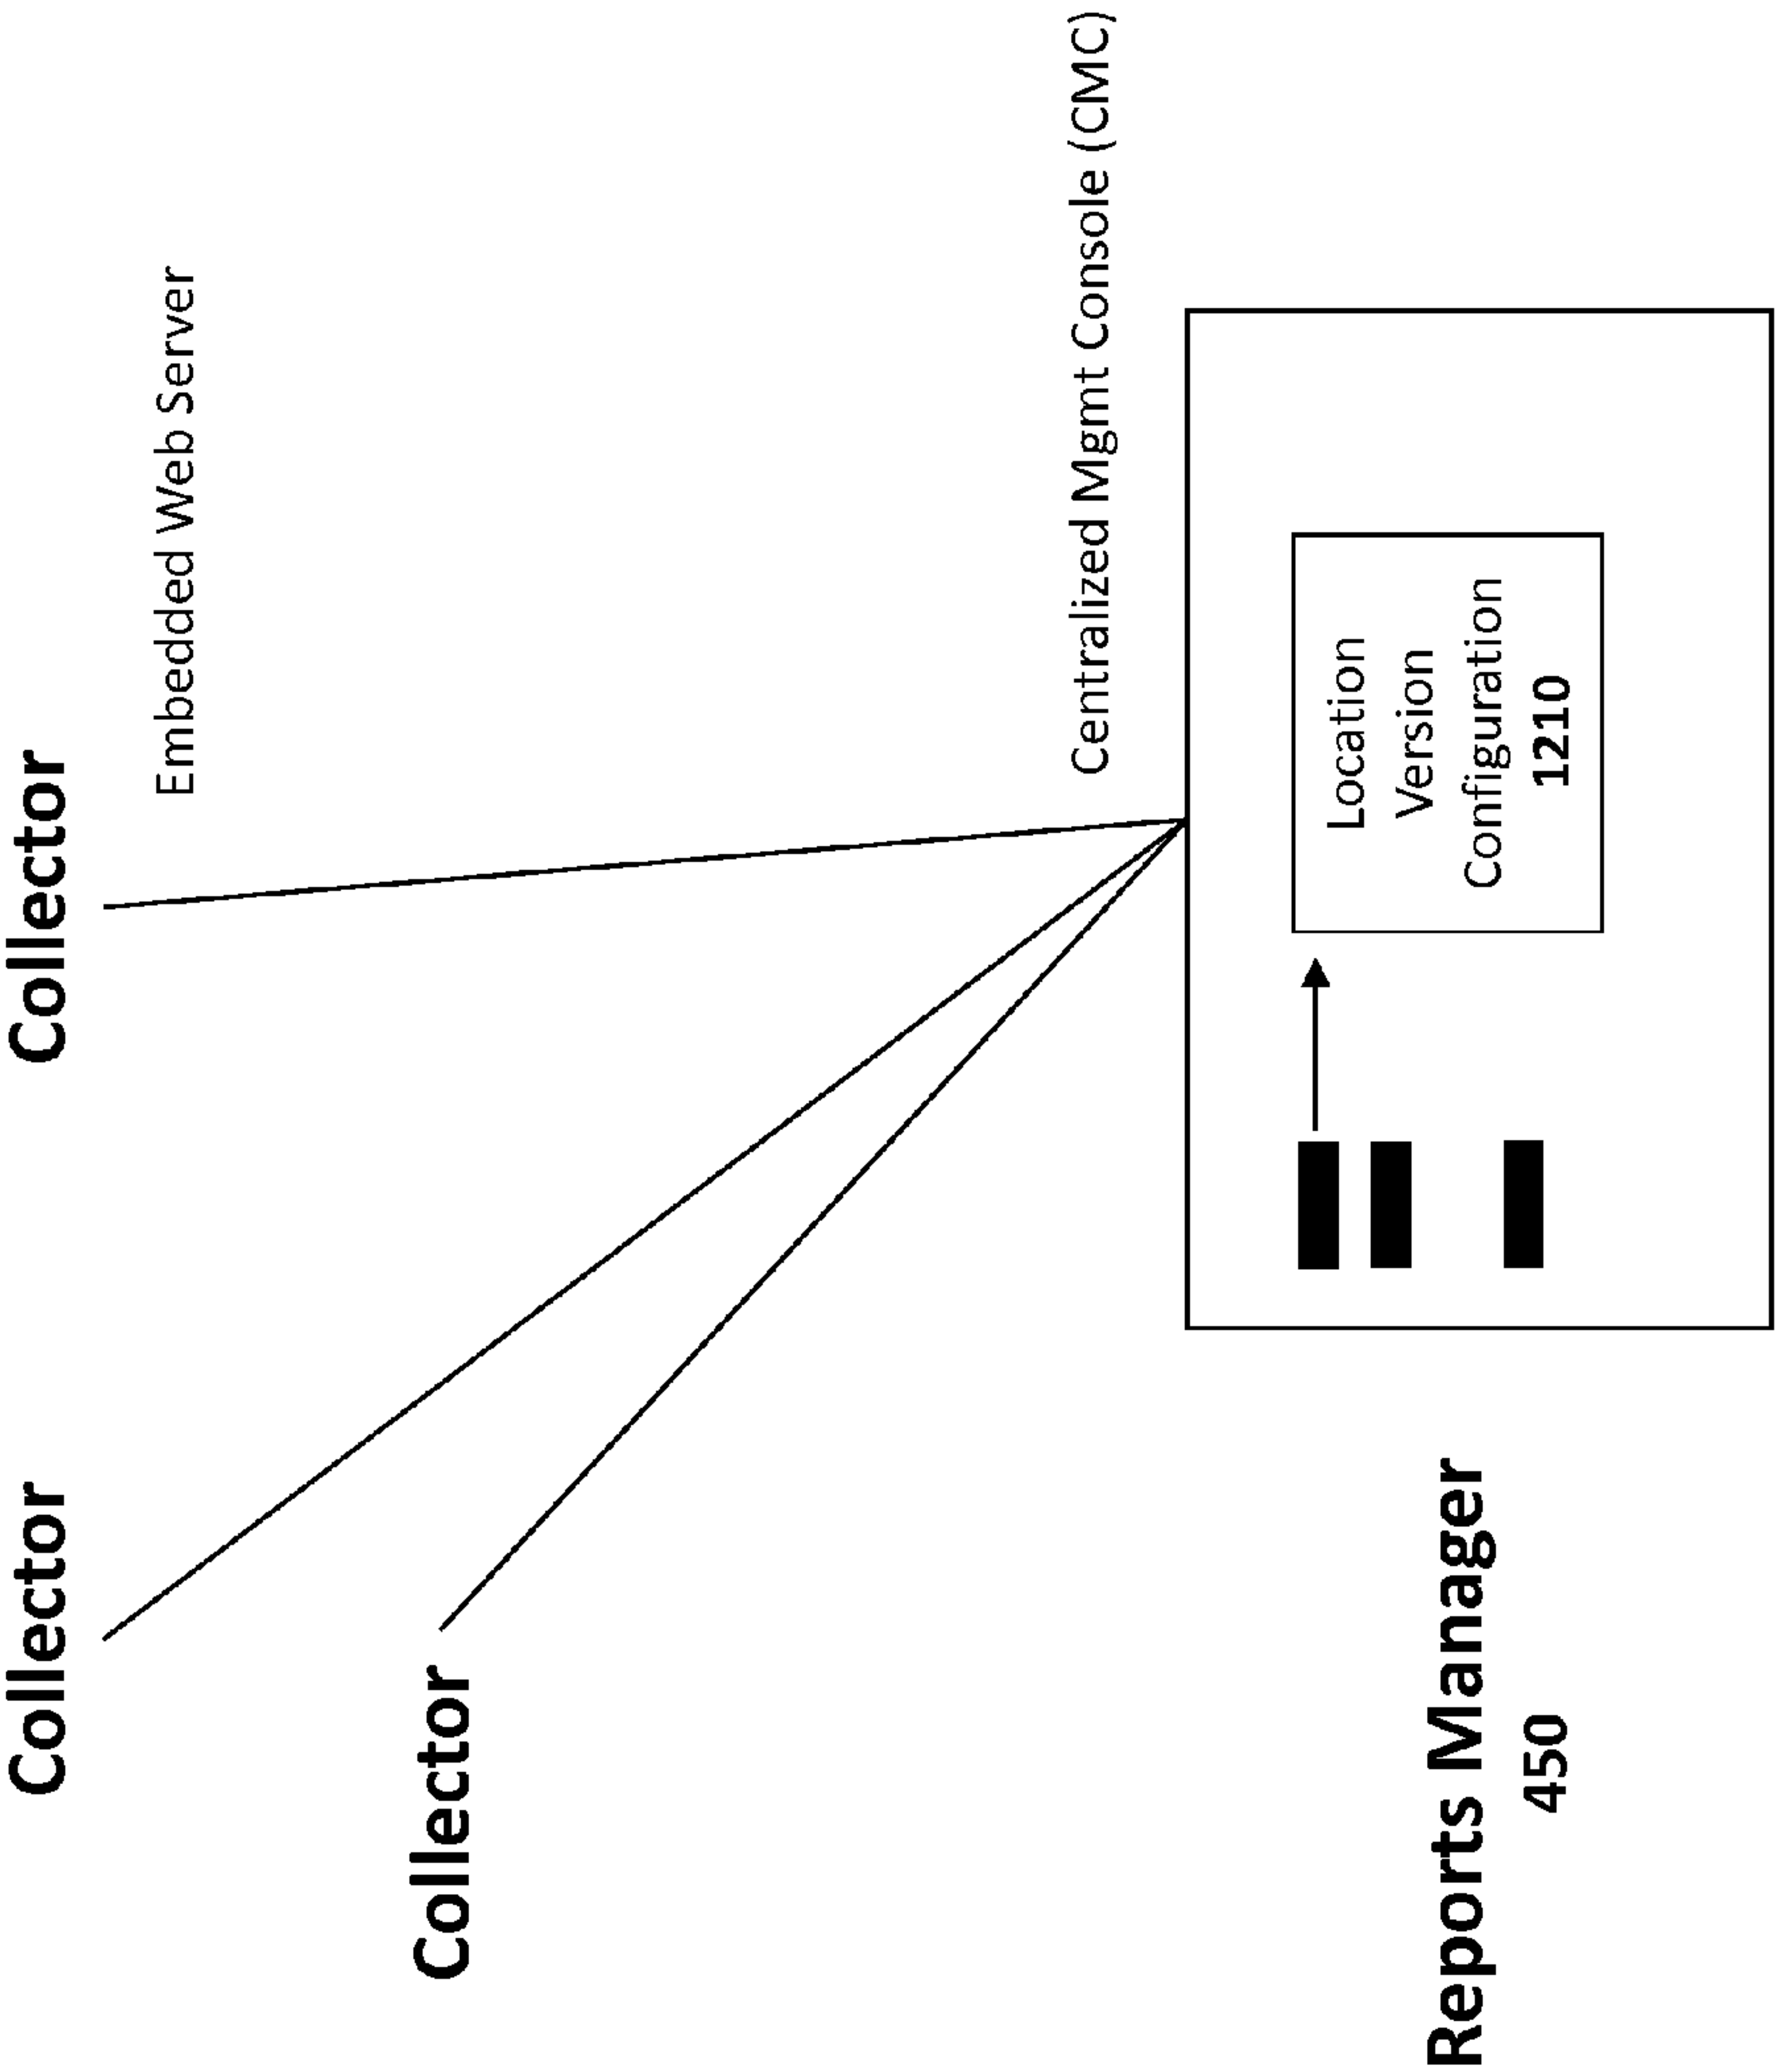 Collector
Collector
Embedded Web Server
Collector
Centralized Mgmt Console (CMC)
Reports Manager
450
Location
Version
Configuration
1210